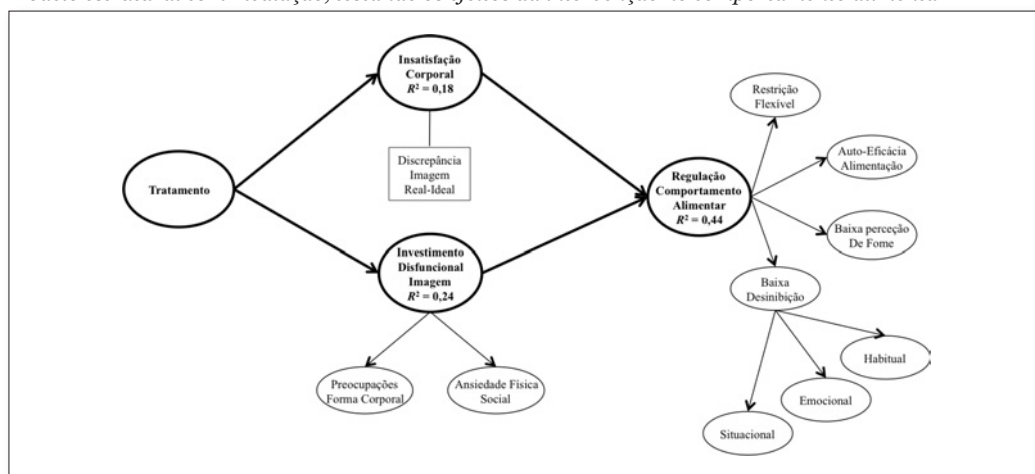 Insatisfação
Corporal
R² = 0,18
Discrepância
Imagem
Real-Ideal
Tratamento
Investimento
Disfuncional
Imagem
R² = 0,24
Preocupações
Forma Corporal
Ansiedade Física
Social
Regulação
Comportamento
Alimentar
R² = 0,44
Restrição
Flexível
Auto-Eficácia
Alimentação
Baixa perceção
De Fome
Baixa
Desinibição
Habitual
Emocional
Situacional